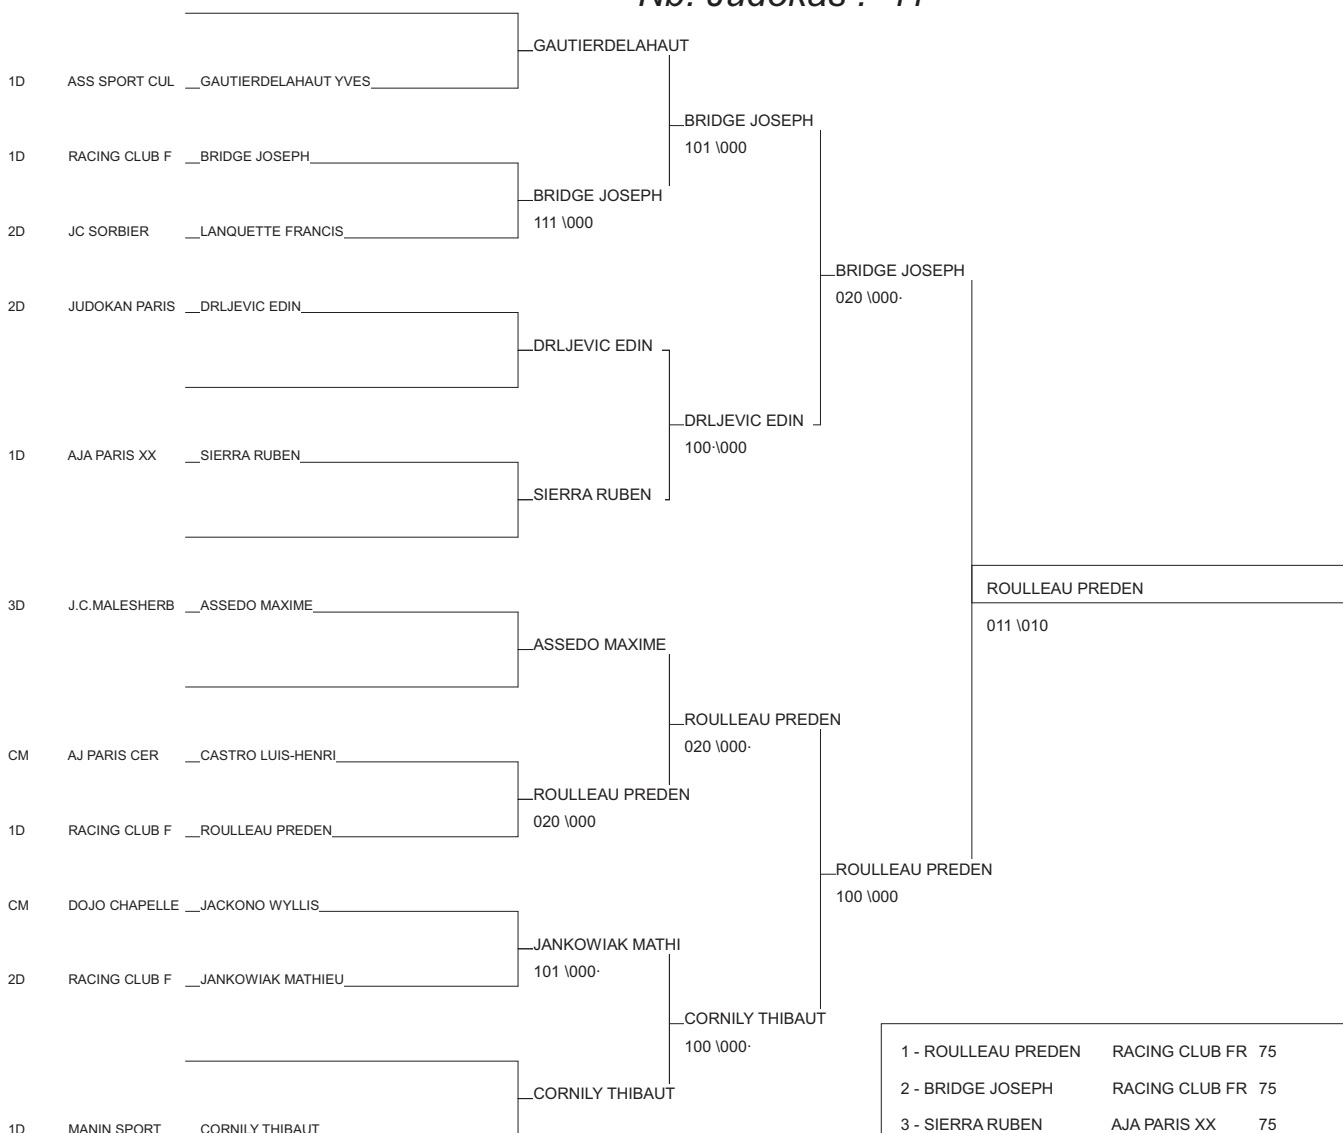 Nb. Judokas : 11
GAUTIERDELAHAUT
1D ASS SPORT CUL GAUTIERDELAHAUT YVES
BRIDGE JOSEPH
101 \000
1D RACING CLUB F BRIDGE JOSEPH
BRIDGE JOSEPH
111 \000
2D JC SORBIER LANQUETTE FRANCIS
BRIDGE JOSEPH
020 \000·
2D JUDOKAN PARIS DRLJEVIC EDIN
DRLJEVIC EDIN
DRLJEVIC EDIN
100·\000
1D AJA PARIS XX SIERRA RUBEN
SIERRA RUBEN
ROULLEAU PREDEN
011 \010
3D J.C.MALESHERB ASSEDO MAXIME
ASSEDO MAXIME
ROULLEAU PREDEN
020 \000·
CM AJ PARIS CER CASTRO LUIS-HENRI
ROULLEAU PREDEN
020 \000
1D RACING CLUB F ROULLEAU PREDEN
ROULLEAU PREDEN
100 \000
CM DOJO CHAPELLE JACKONO WYLLIS
JANKOWIAK MATHI
101 \000·
2D RACING CLUB F JANKOWIAK MATHIEU
CORNILY THIBAUT
100 \000·
CORNILY THIBAUT
1D MANIN SPORT CORNILY THIBAUT
1 - ROULLEAU PREDEN RACING CLUB FR 75
2 - BRIDGE JOSEPH RACING CLUB FR 75
3 - SIERRA RUBEN AJA PARIS XX 75